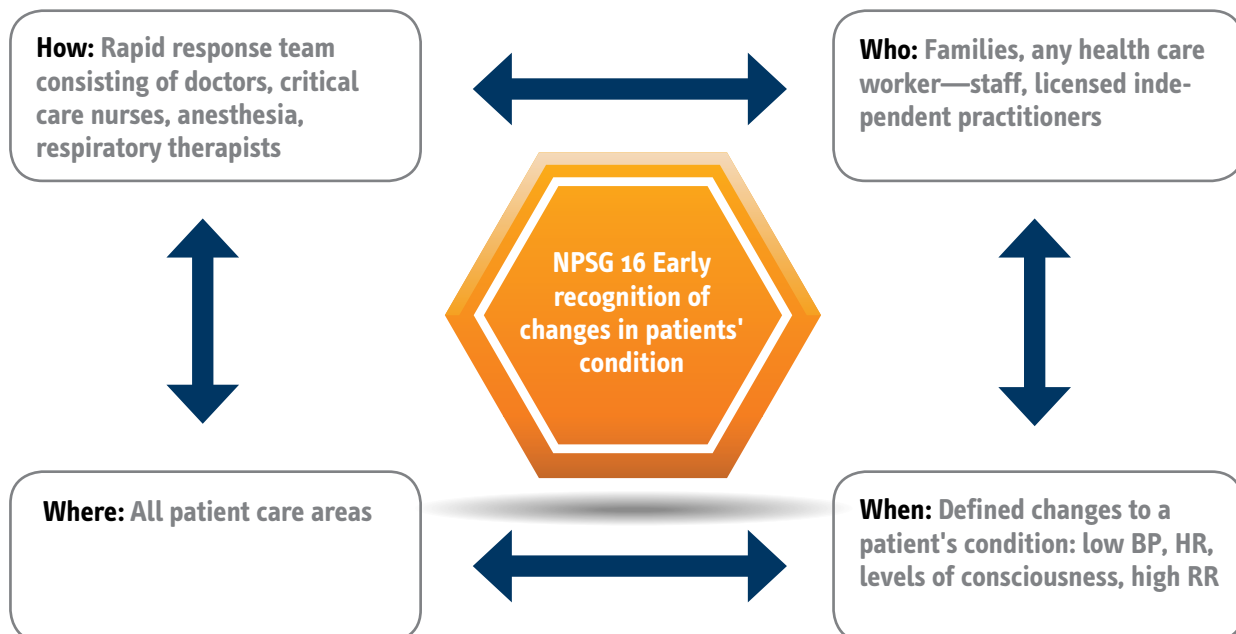 How: Rapid response team
consisting of doctors, critical
care nurses, anesthesia,
respiratory therapists
Who: Families, any health care
worker—staff, licensed inde-
pendent practitioners
NPSG 16 Early
recognition of
changes in patients'
condition
Where: All patient care areas
When: Defined changes to a
patient's condition: low BP, HR,
levels of consciousness, high RR